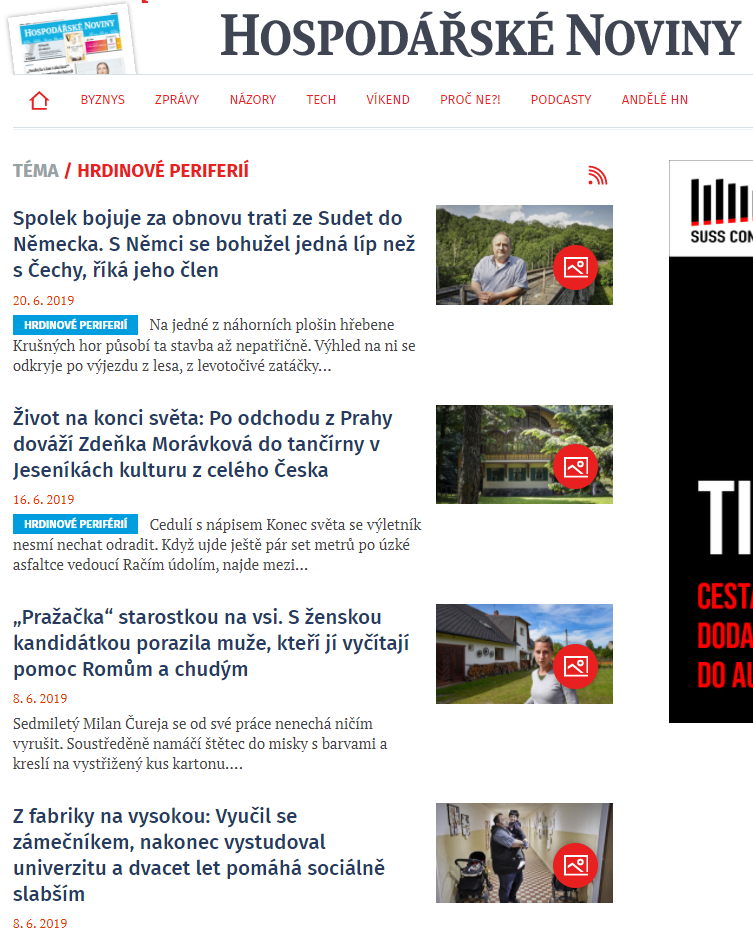 HOSPODÁŘSKÉ NOVINY
HOSPODÁŘSKÉ NOVINY
BYZNYS ZPRÁVY NÁZORY TECH VÍKEND PROČ NE?! PODCASTY ANDĚLÉ HN
TÉMA / HRDINOVÉ PERIFERIÍ
Spolek bojuje za obnovu trati ze Sudet do
Německa. S Němci se bohužel jedná líp než
s Čechy, říká jeho člen
20. 6. 2019
HRDINOVÉ PERIFERIÍ Na jedné z náhorních plošin hřebene
Krušných hor působí ta stavba až nepatřičně. Výhled na ni se
odkryje po výjezdu z lesa, z levotočivé zatáčky…
Život na konci světa: Po odchodu z Prahy
dováží Zdeňka Morávková do tančírny v
Jeseníkách kulturu z celého Česka
16. 6. 2019
HRDINOVÉ PERIFÉRIÍ Cedulí s nápisem Konec světa se výletník
nesmí nechat odradit. Když ujde ještě pár set metrů po úzké
asfaltce vedoucí Račím údolím, najde mezi…
„Pražačka“ starostkou na vsi. S ženskou
kandidátkou porazila muže, kteří jí vyčítají
pomoc Romům a chudým
8. 6. 2019
Sedmiletý Milan Čureja se od své práce nenechá ničím
vyrušit. Soustředěně namáčí štětec do misky s barvami a
kreslí na vystřižený kus kartonu.…
Z fabriky na vysokou: Vyučil se
zámečníkem, nakonec vystudoval
univerzitu a dvacet let pomáhá sociálně
slabším
8. 6. 2019
SUSS CON
TI
CESTA
DODA
DO AU